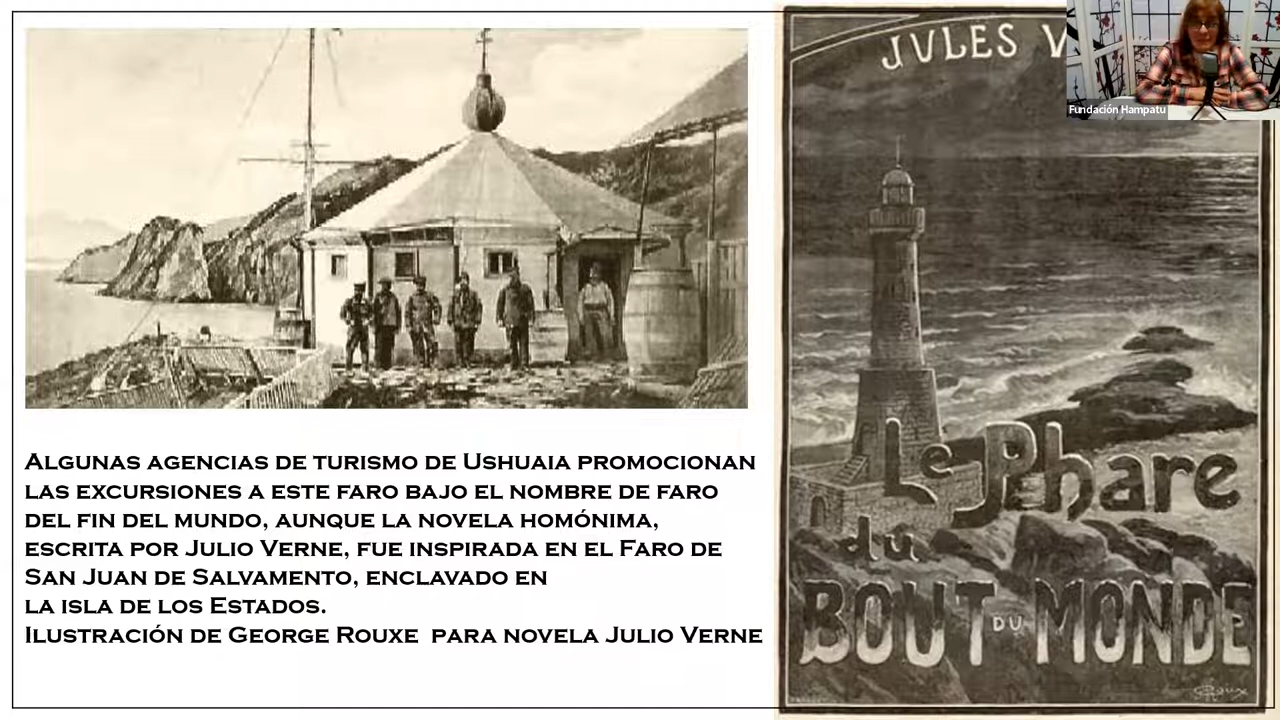 ALGUNAS AGENCIAS DE TURISMO DE USHUAIA PROMOCIONAN
LAS EXCURSIONES A ESTE FARO BAJO EL NOMBRE DE FARO
DEL FIN DEL MUNDO, AUNQUE LA NOVELA HOMÓNIMA,
ESCRITA POR JULIO VERNE, FUE INSPIRADA EN EL FARO DE
SAN JUAN DE SALVAMENTO, ENCLAVADO EN
LA ISLA DE LOS ESTADOS.
ILUSTRACIÓN DE GEORGE ROUXE PARA NOVELA JULIO VERNE
JVLES V
Le Phare
du
BOUT DU MONDE
Roux
Fundación Hampatu